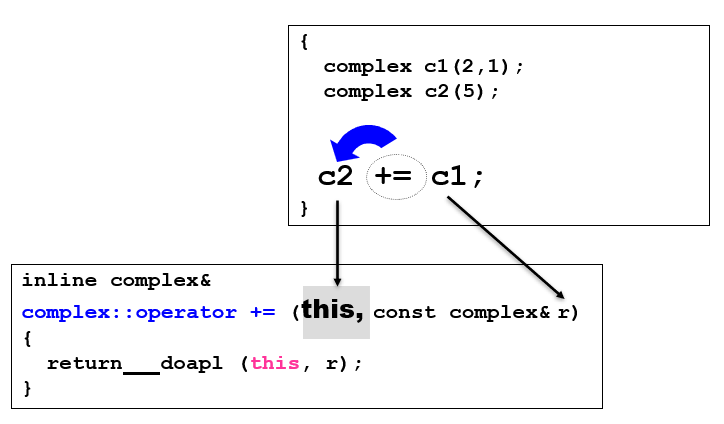 {
complex c1(2,1);
complex c2(5);
c2 += c1;
}
inline complex&
complex::operator += (this, const complex& r)
{
return __doapl (this, r);
}